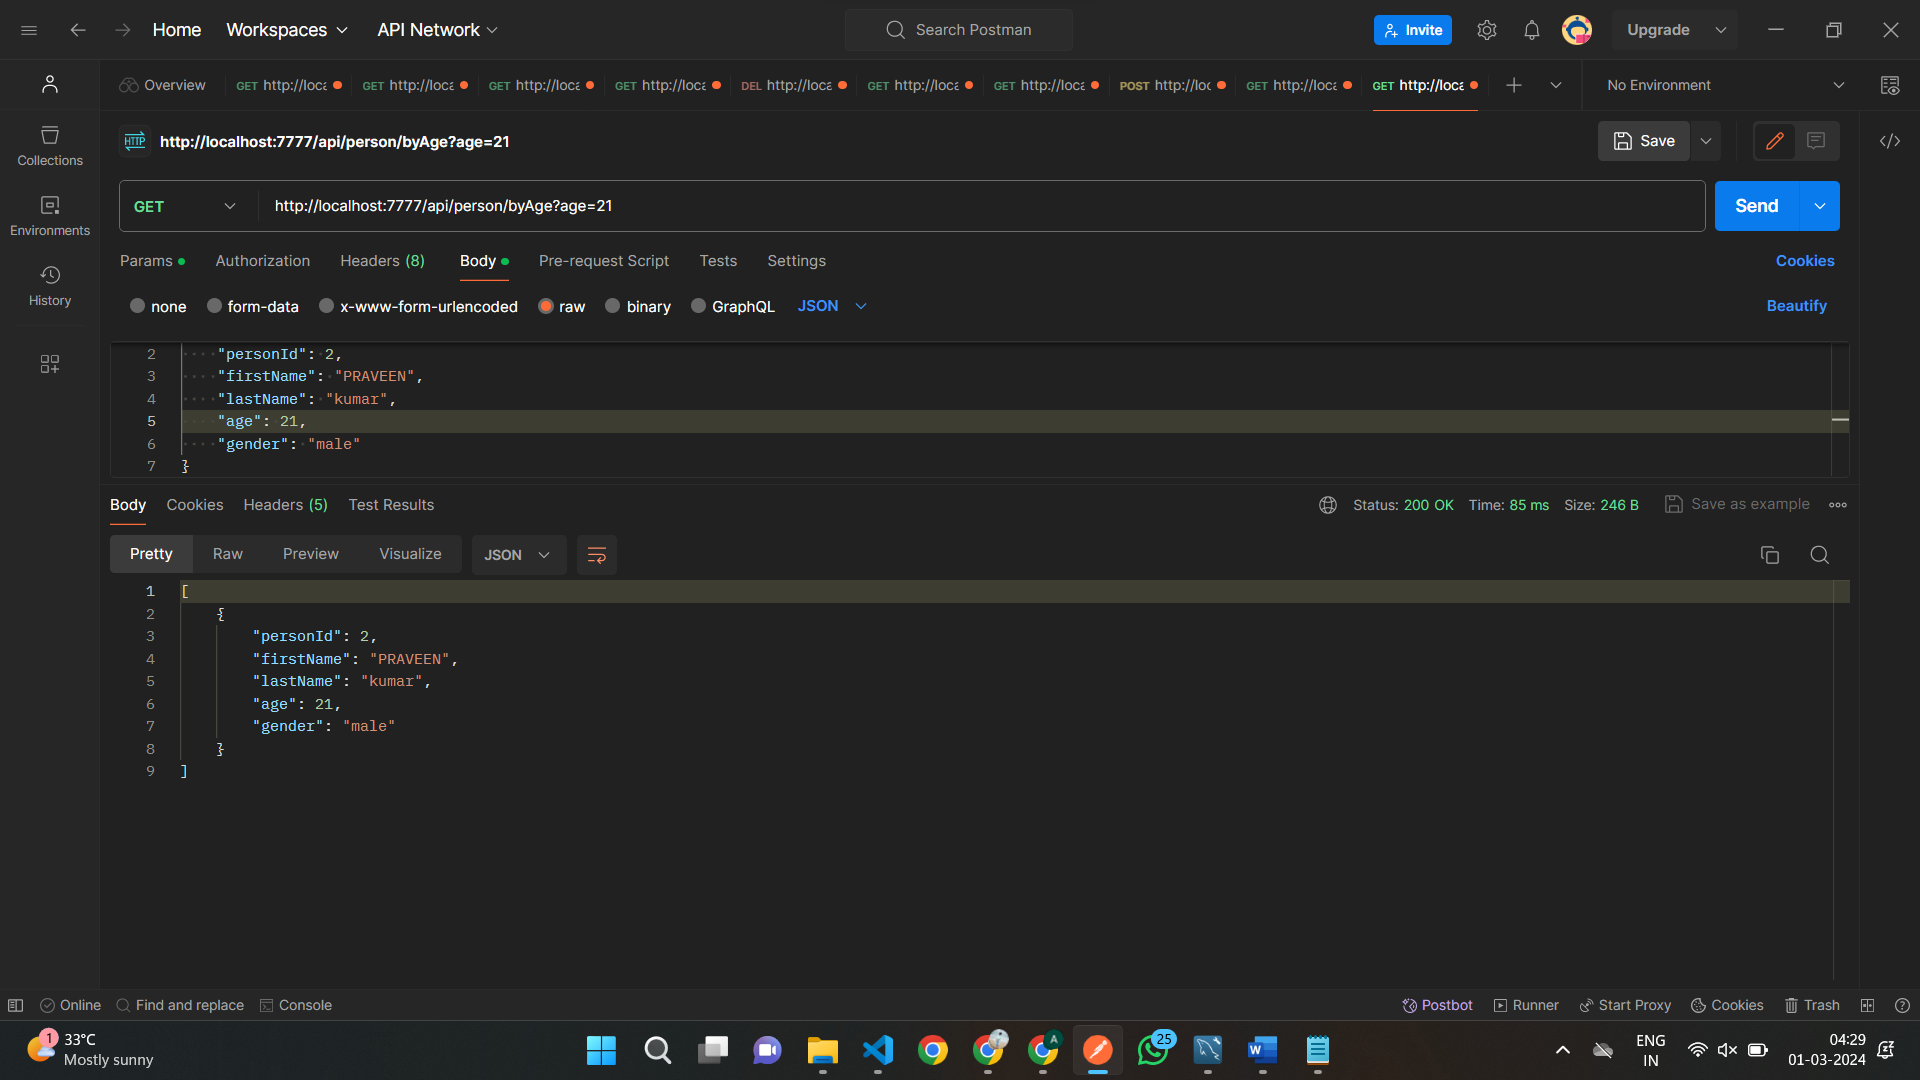 Home Workspaces API Network Search Postman Invite Upgrade
Overview GET http://loca GET http://loca GET http://loca GET http://loca DEL http://loca GET http://loca GET http://loca POST http://loc GET http://loca GET http://loca No Environment
HTTP http://localhost:7777/api/person/byAge?age=21 Save
GET http://localhost:7777/api/person/byAge?age=21 Send
Collections
Environments
History
Params Authorization Headers (8) Body Pre-request Script Tests Settings Cookies
none form-data x-www-form-urlencoded raw binary GraphQL JSON Beautify
2 "personId": 2,
3 "firstName": "PRAVEEN",
4 "lastName": "kumar",
5 "age": 21,
6 "gender": "male"
7 }
Body Cookies Headers (5) Test Results Status: 200 OK Time: 85 ms Size: 246 B Save as example
Pretty Raw Preview Visualize JSON
1 [
2 {
3 "personId": 2,
4 "firstName": "PRAVEEN",
5 "lastName": "kumar",
6 "age": 21,
7 "gender": "male"
8 }
9 ]
Online Find and replace Console Postbot Runner Start Proxy Cookies Trash
1 33°C
Mostly sunny
A
25
W
ENG
IN
04:29
01-03-2024